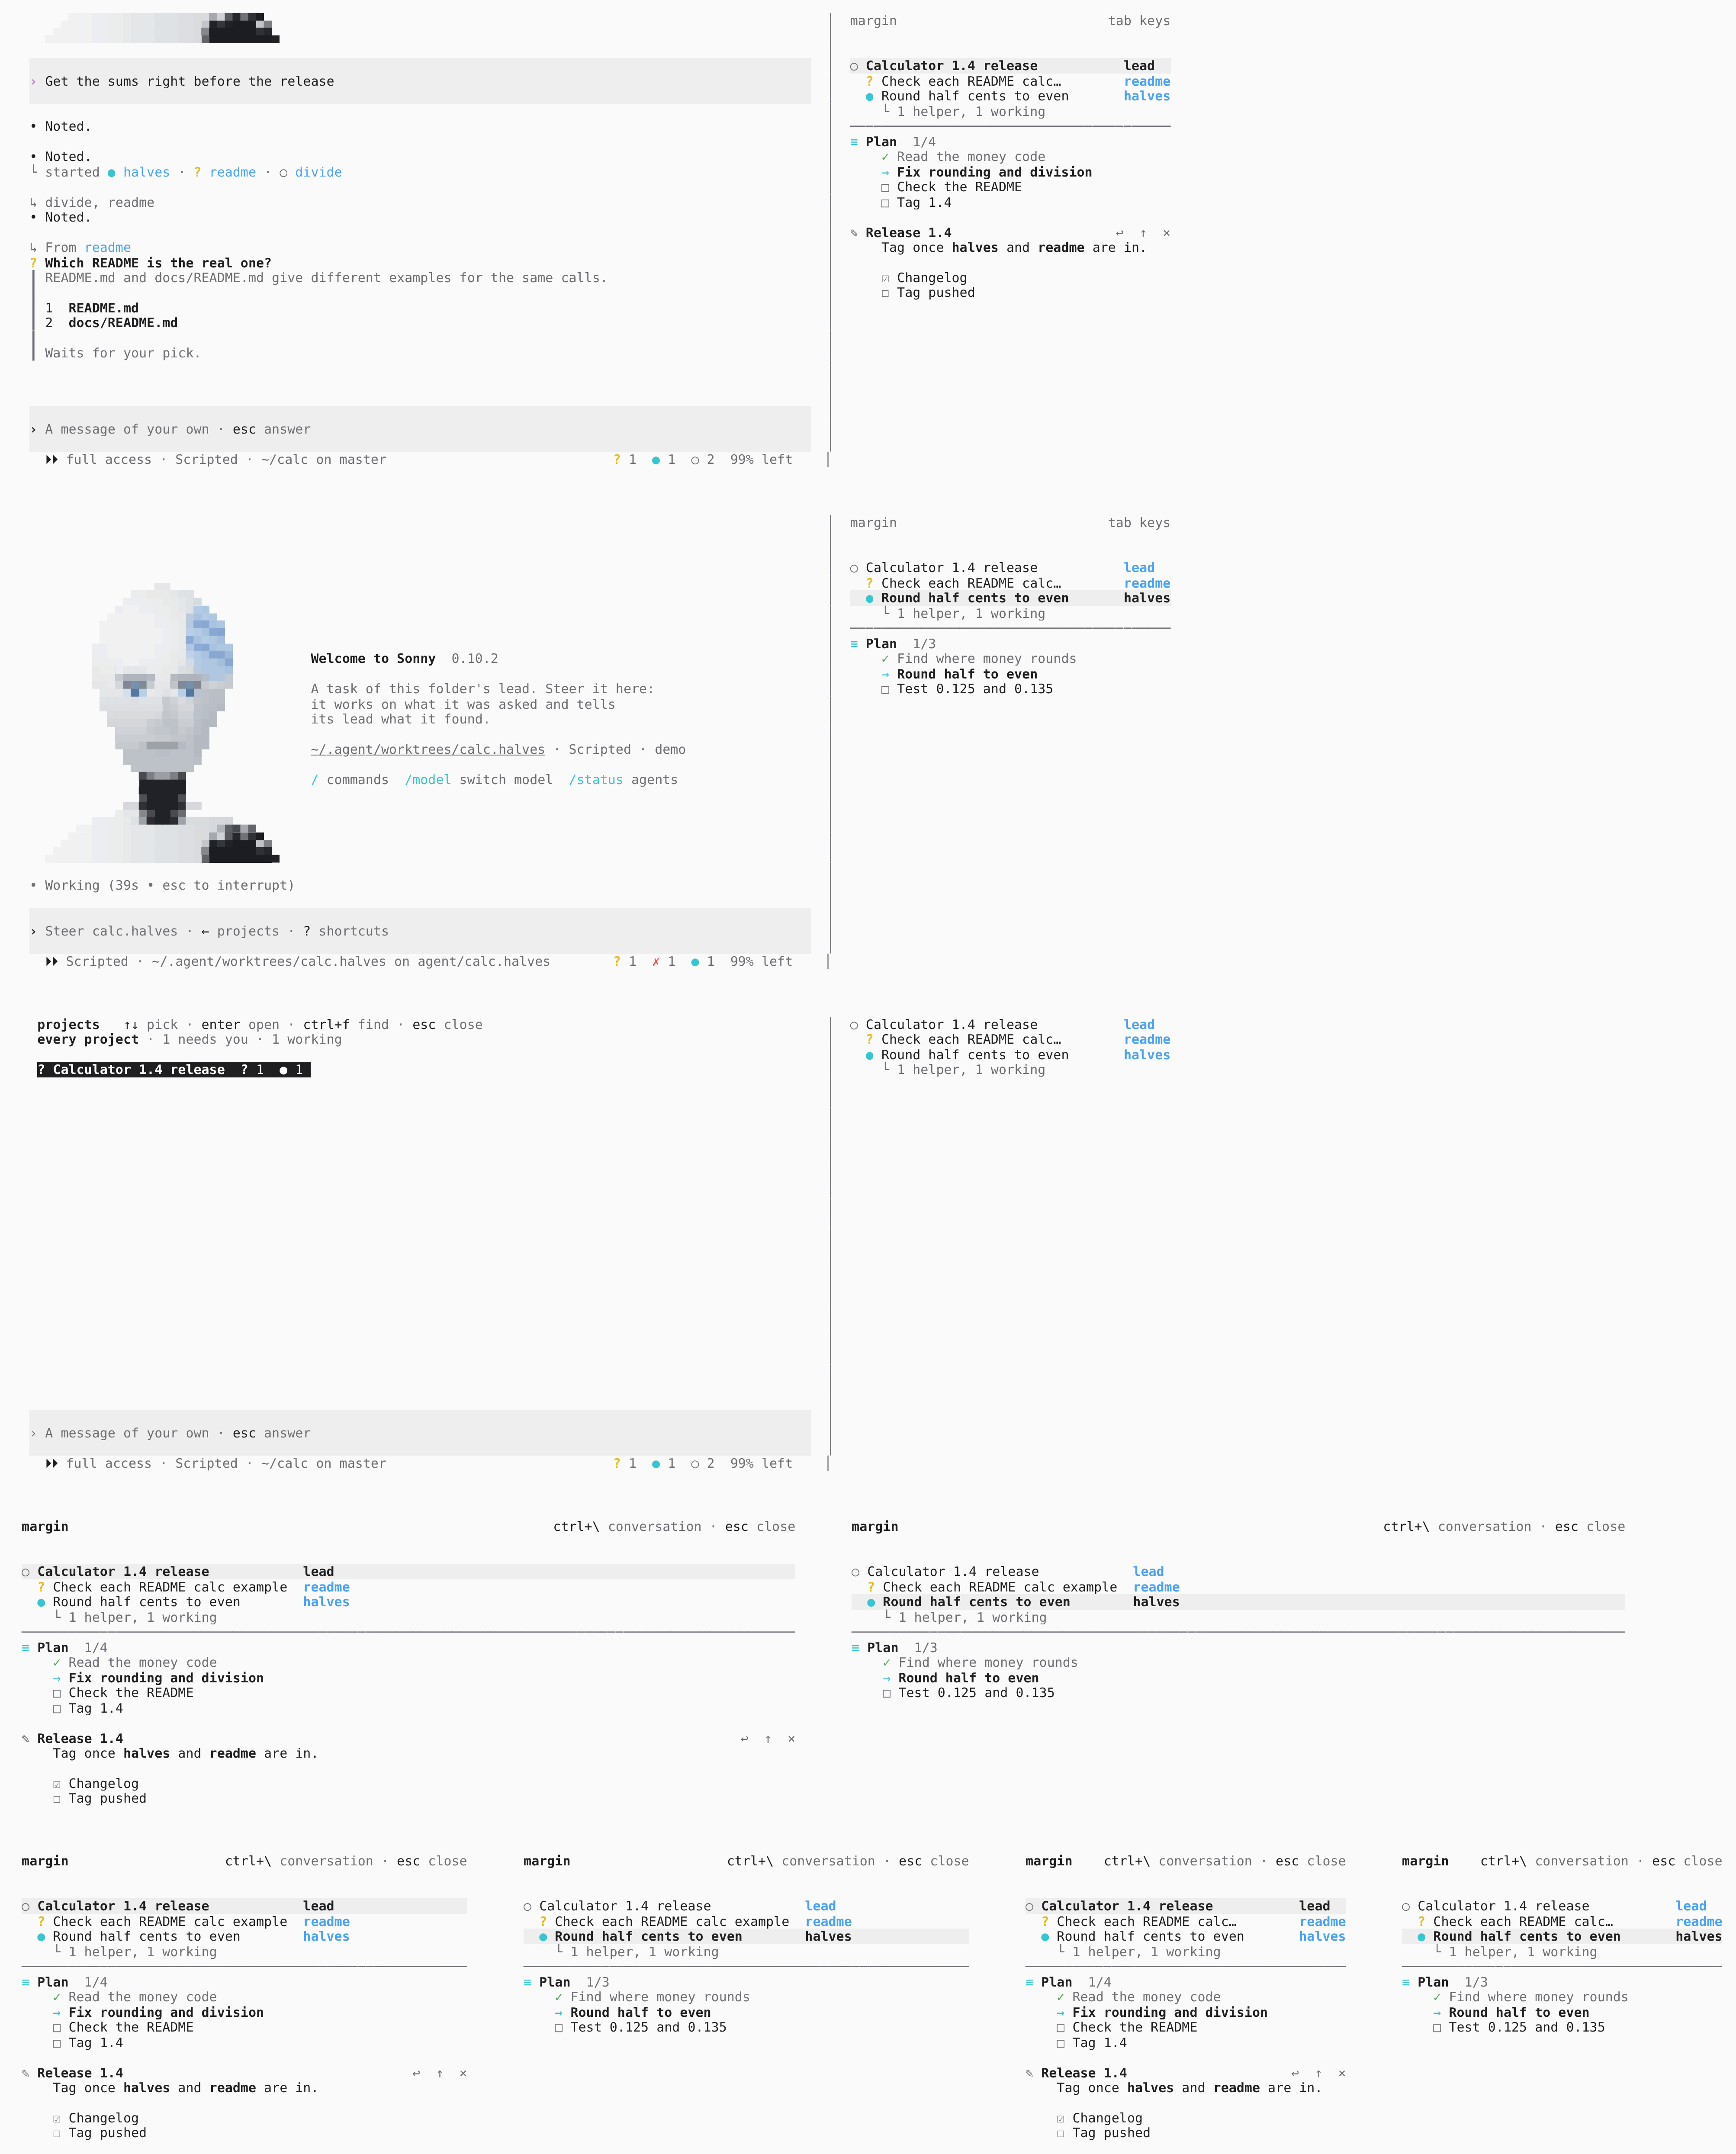 › Get the sums right before the release
• Noted.
• Noted.
└ started ● halves · ? readme · ○ divide
↳ divide, readme
• Noted.
↳ From readme
? Which README is the real one?
README.md and docs/README.md give different examples for the same calls.
1 README.md
2 docs/README.md
Waits for your pick.
› A message of your own · esc answer
⏵⏵ full access · Scripted · ~/calc on master ? 1 ● 1 ○ 2 99% left
margin tab keys
○ Calculator 1.4 release lead
? Check each README calc… readme
● Round half cents to even halves
└ 1 helper, 1 working
≡ Plan 1/4
✓ Read the money code
→ Fix rounding and division
□ Check the README
□ Tag 1.4
✎ Release 1.4 ↩ ↑ ×
Tag once halves and readme are in.
☑ Changelog
☐ Tag pushed
Welcome to Sonny 0.10.2
A task of this folder's lead. Steer it here:
it works on what it was asked and tells
its lead what it found.
~/.agent/worktrees/calc.halves · Scripted · demo
/ commands /model switch model /status agents
• Working (39s • esc to interrupt)
› Steer calc.halves · ← projects · ? shortcuts
⏵⏵ Scripted · ~/.agent/worktrees/calc.halves on agent/calc.halves ? 1 ✗ 1 ● 1 99% left
margin tab keys
○ Calculator 1.4 release lead
? Check each README calc… readme
● Round half cents to even halves
└ 1 helper, 1 working
≡ Plan 1/3
✓ Find where money rounds
→ Round half to even
□ Test 0.125 and 0.135
projects ↑↓ pick · enter open · ctrl+f find · esc close
every project · 1 needs you · 1 working
? Calculator 1.4 release ? 1 ● 1
› A message of your own · esc answer
⏵⏵ full access · Scripted · ~/calc on master ? 1 ● 1 ○ 2 99% left
○ Calculator 1.4 release lead
? Check each README calc… readme
● Round half cents to even halves
└ 1 helper, 1 working
margin ctrl+\ conversation · esc close
○ Calculator 1.4 release lead
? Check each README calc example readme
● Round half cents to even halves
└ 1 helper, 1 working
≡ Plan 1/4
✓ Read the money code
→ Fix rounding and division
□ Check the README
□ Tag 1.4
✎ Release 1.4 ↩ ↑ ×
Tag once halves and readme are in.
☑ Changelog
☐ Tag pushed
margin ctrl+\ conversation · esc close
○ Calculator 1.4 release lead
? Check each README calc example readme
● Round half cents to even halves
└ 1 helper, 1 working
≡ Plan 1/3
✓ Find where money rounds
→ Round half to even
□ Test 0.125 and 0.135
margin ctrl+\ conversation · esc close
○ Calculator 1.4 release lead
? Check each README calc example readme
● Round half cents to even halves
└ 1 helper, 1 working
≡ Plan 1/4
✓ Read the money code
→ Fix rounding and division
□ Check the README
□ Tag 1.4
✎ Release 1.4 ↩ ↑ ×
Tag once halves and readme are in.
☑ Changelog
☐ Tag pushed
margin ctrl+\ conversation · esc close
○ Calculator 1.4 release lead
? Check each README calc example readme
● Round half cents to even halves
└ 1 helper, 1 working
≡ Plan 1/3
✓ Find where money rounds
→ Round half to even
□ Test 0.125 and 0.135
margin ctrl+\ conversation · esc close
○ Calculator 1.4 release lead
? Check each README calc… readme
● Round half cents to even halves
└ 1 helper, 1 working
≡ Plan 1/4
✓ Read the money code
→ Fix rounding and division
□ Check the README
□ Tag 1.4
✎ Release 1.4 ↩ ↑ ×
Tag once halves and readme are in.
☑ Changelog
☐ Tag pushed
margin ctrl+\ conversation · esc close
○ Calculator 1.4 release lead
? Check each README calc… readme
● Round half cents to even halves
└ 1 helper, 1 working
≡ Plan 1/3
✓ Find where money rounds
→ Round half to even
□ Test 0.125 and 0.135